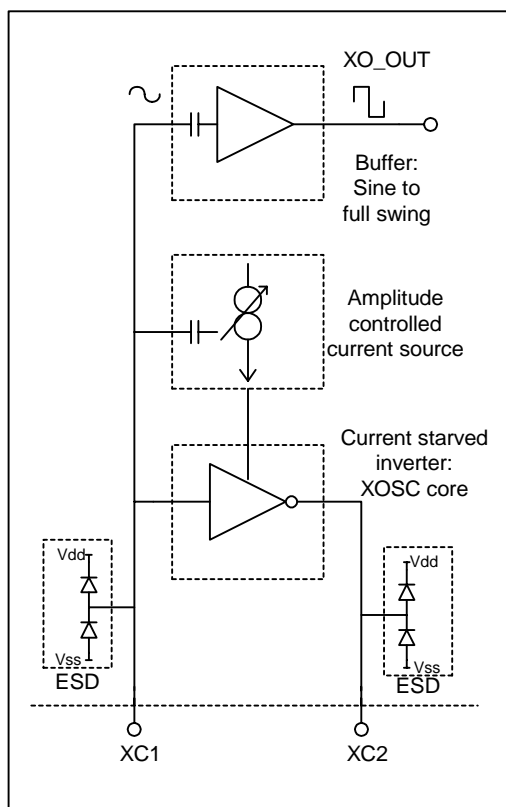 XO_OUT
Buffer:
Sine to
full swing
Amplitude
controlled
current source
Current starved
inverter:
XOSC core
Vdd
Vss
ESD
Vdd
Vss
ESD
XC1
XC2